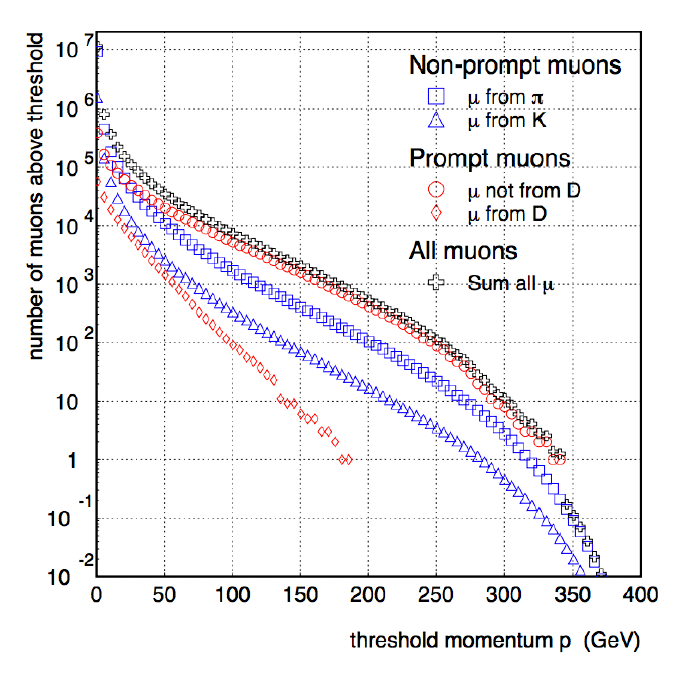 number of muons above threshold
10 7
10 6
10 5
10 4
10 3
10 2
10
1
10 -1
10 -2
Non-prompt muons
μ from π
μ from K
Prompt muons
μ not from D
μ from D
All muons
Sum all μ
0 50 100 150 200 250 300 350 400
threshold momentum p (GeV)